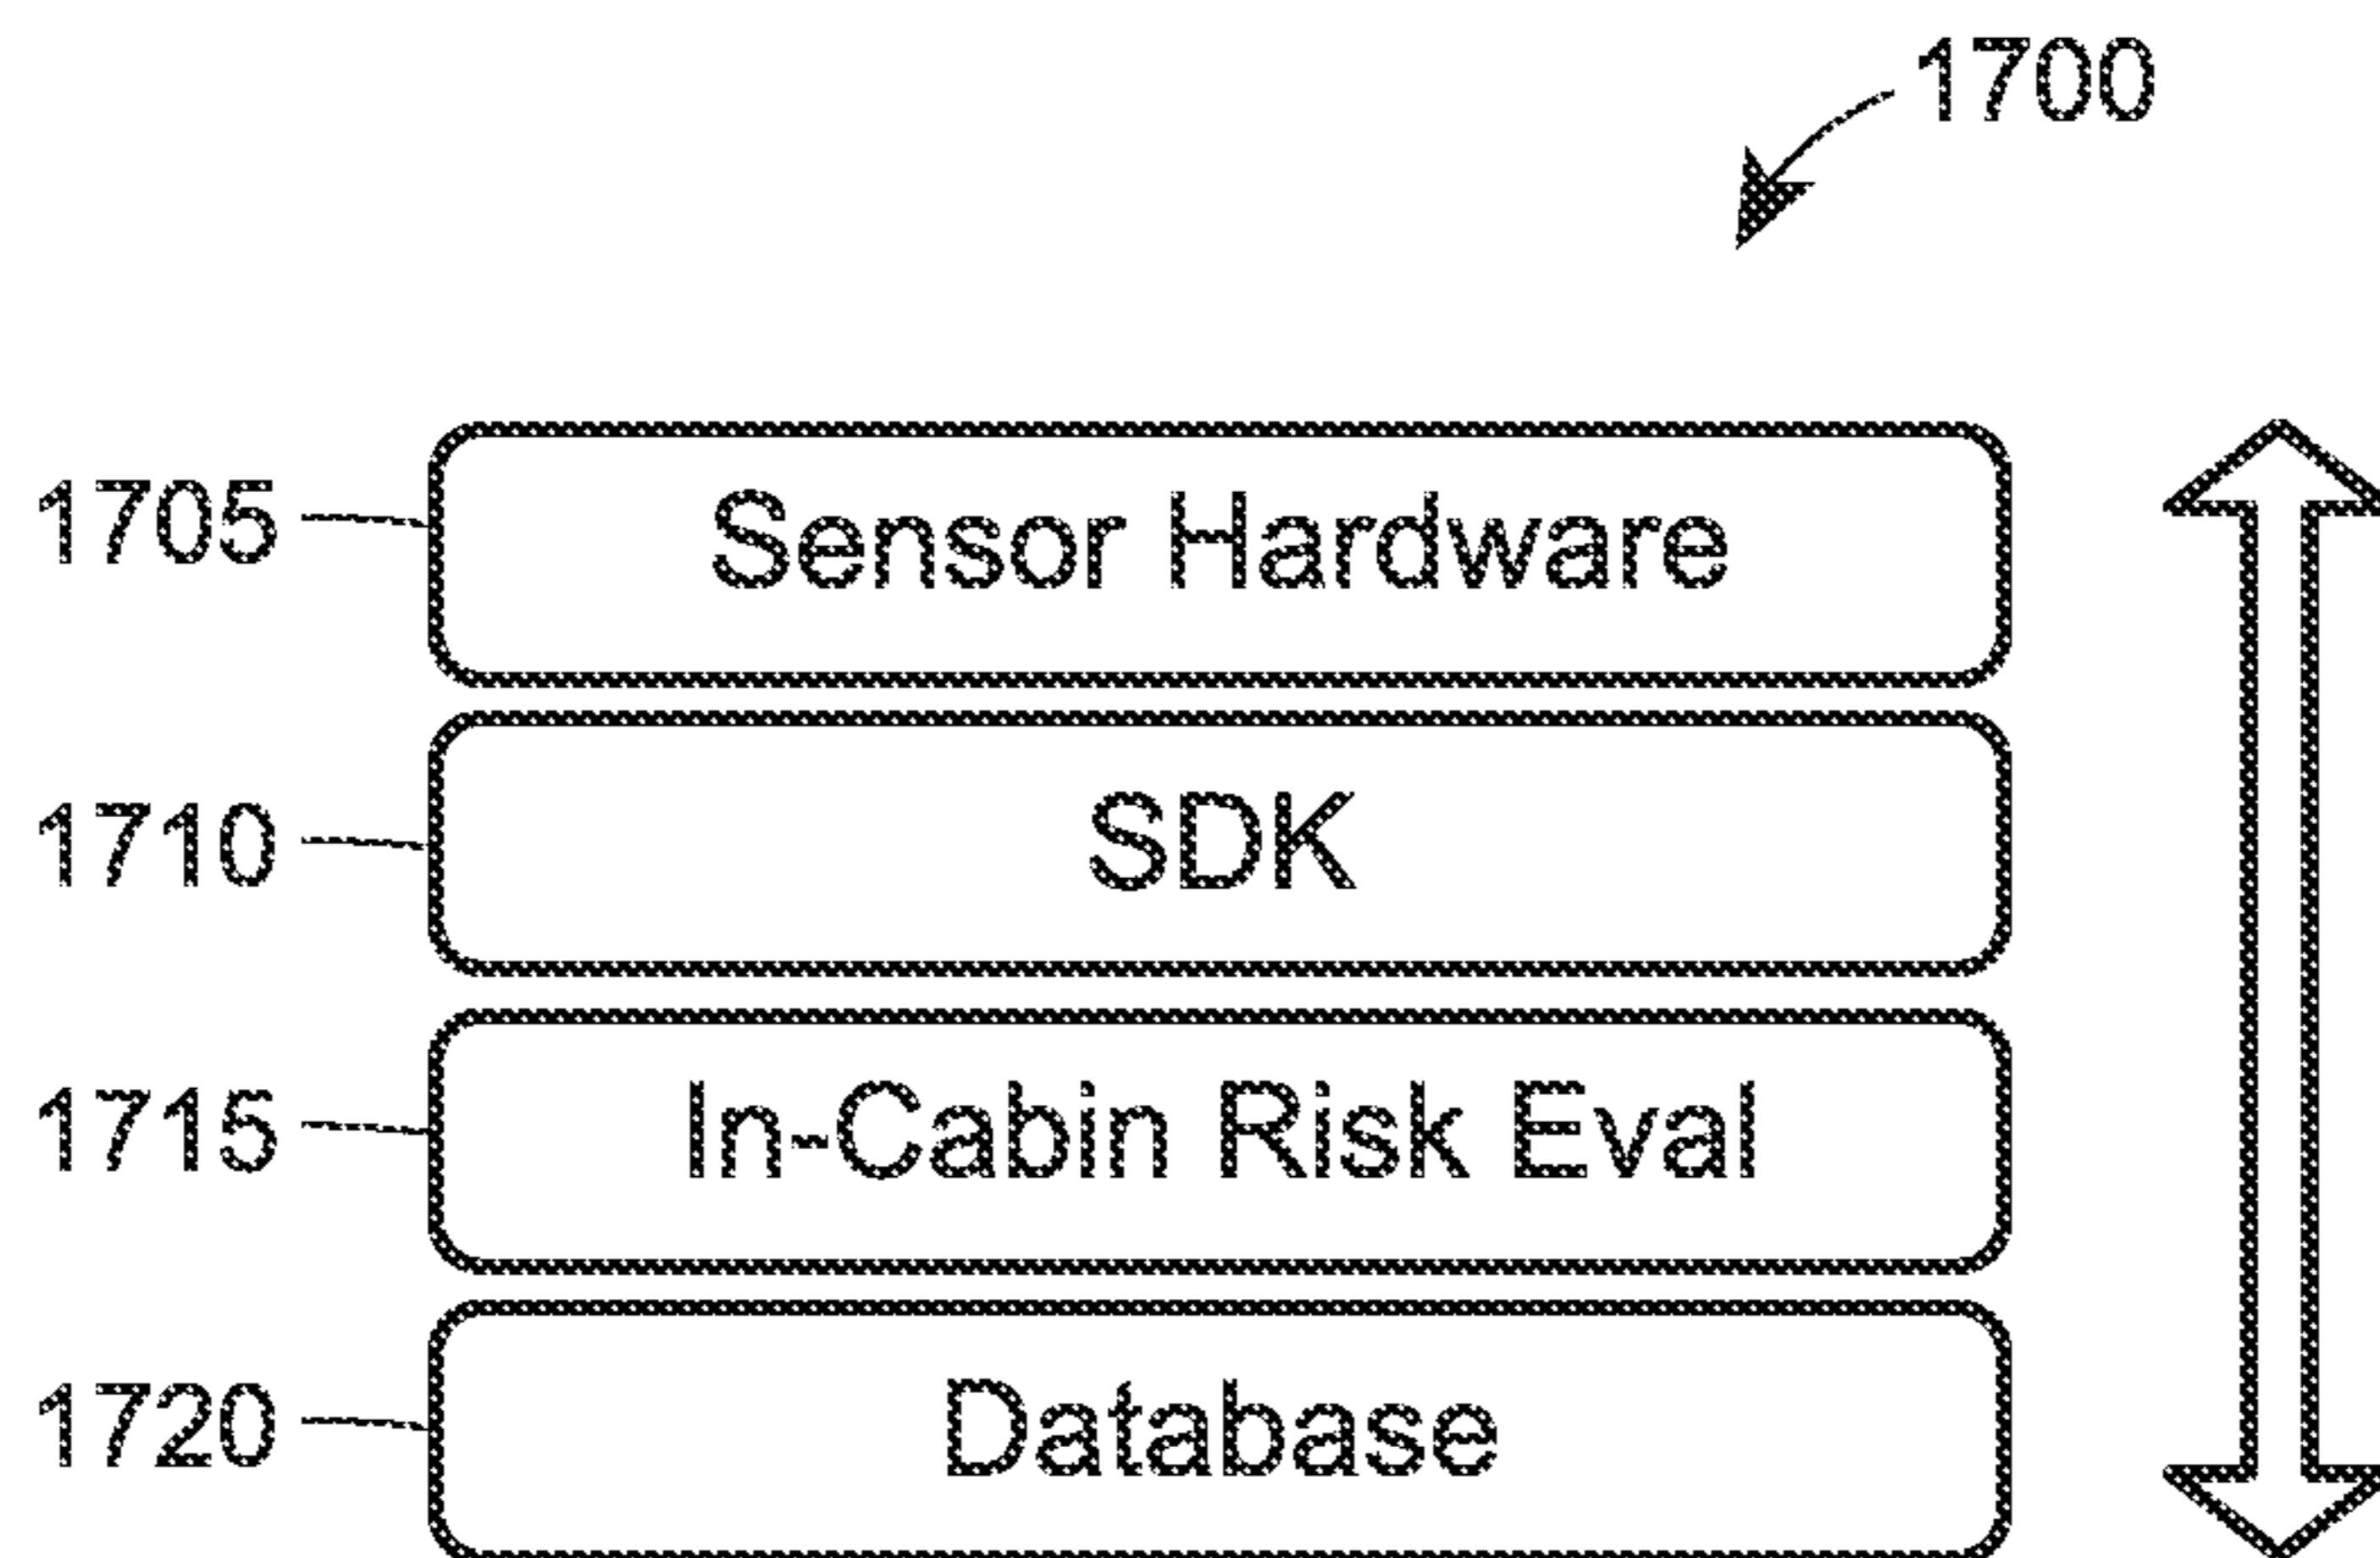 1700
1705 Sensor Hardware
1710 SDK
1715 In-Cabin Risk Eval
1720 Database